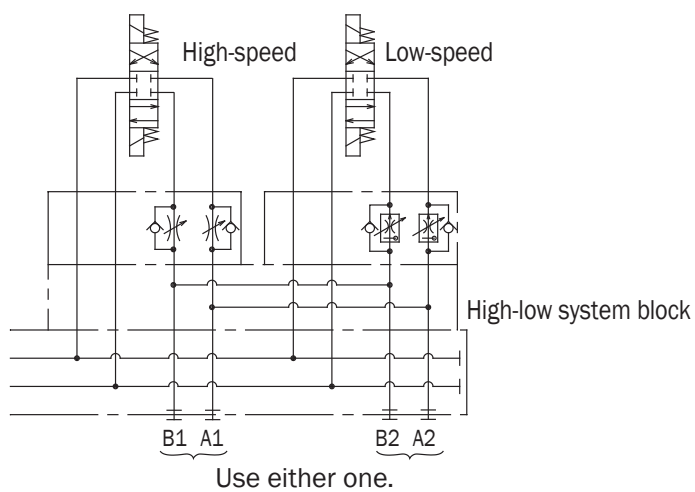 High-speed
Low-speed
High-low system block
B1 A1
B2 A2
Use either one.